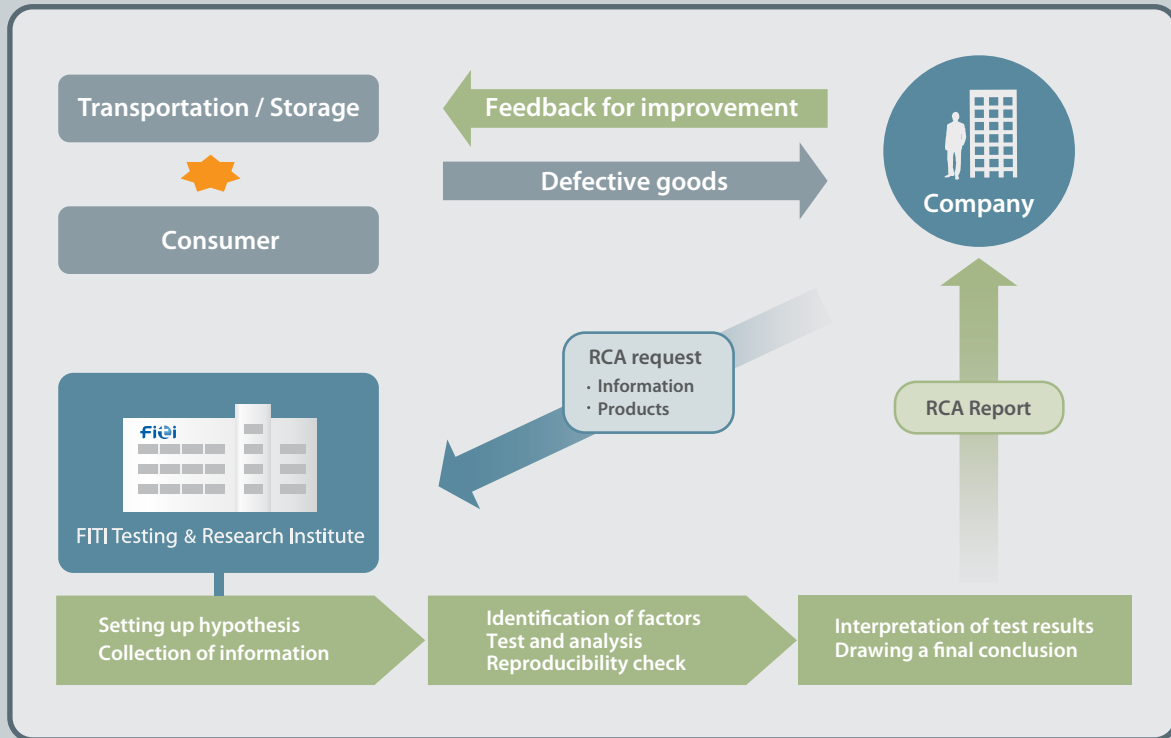 Transportation / Storage
Feedback for improvement
Defective goods
Consumer
Company
RCA request
· Information
· Products
RCA Report
FiTi
FITI Testing & Research Institute
Setting up hypothesis
Collection of information
Identification of factors
Test and analysis
Reproducibility check
Interpretation of test results
Drawing a final conclusion